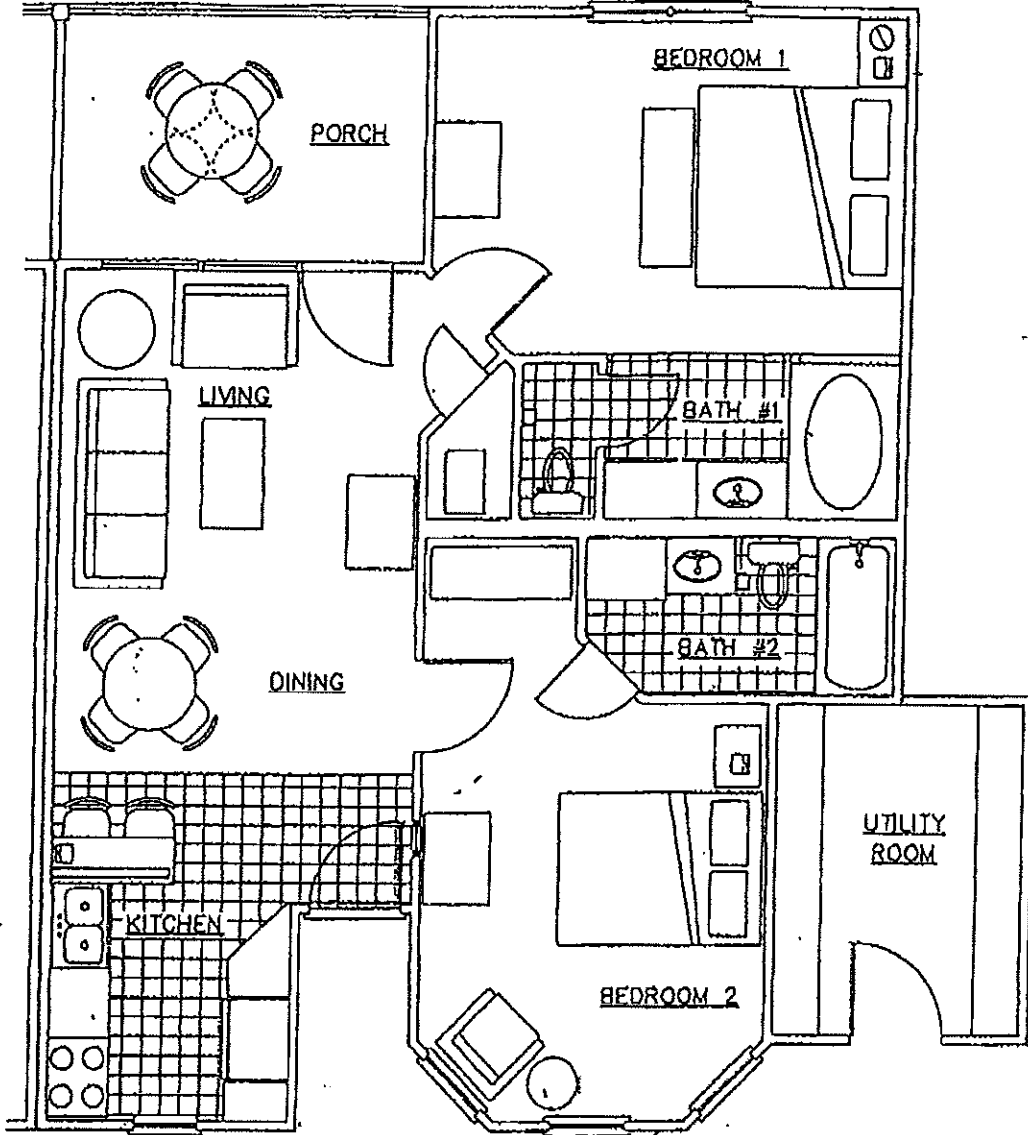 BEDROOM 1
PORCH
LIVING
BATH #1
BATH #2
DINING
UTILITY
ROOM
KITCHEN
BEDROOM 2